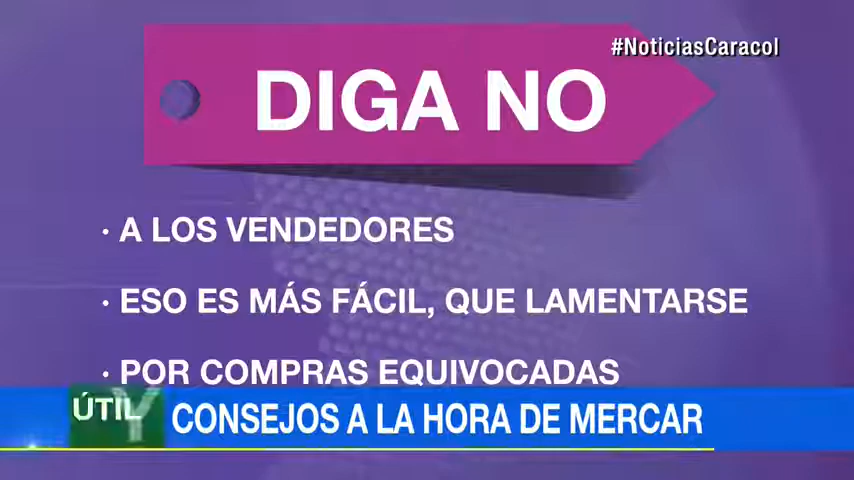 #NoticiasCaracol
DIGA NO
· A LOS VENDEDORES
· ESO ES MÁS FÁCIL, QUE LAMENTARSE
· POR COMPRAS EQUIVOCADAS
ÚTIL Y
CONSEJOS A LA HORA DE MERCAR